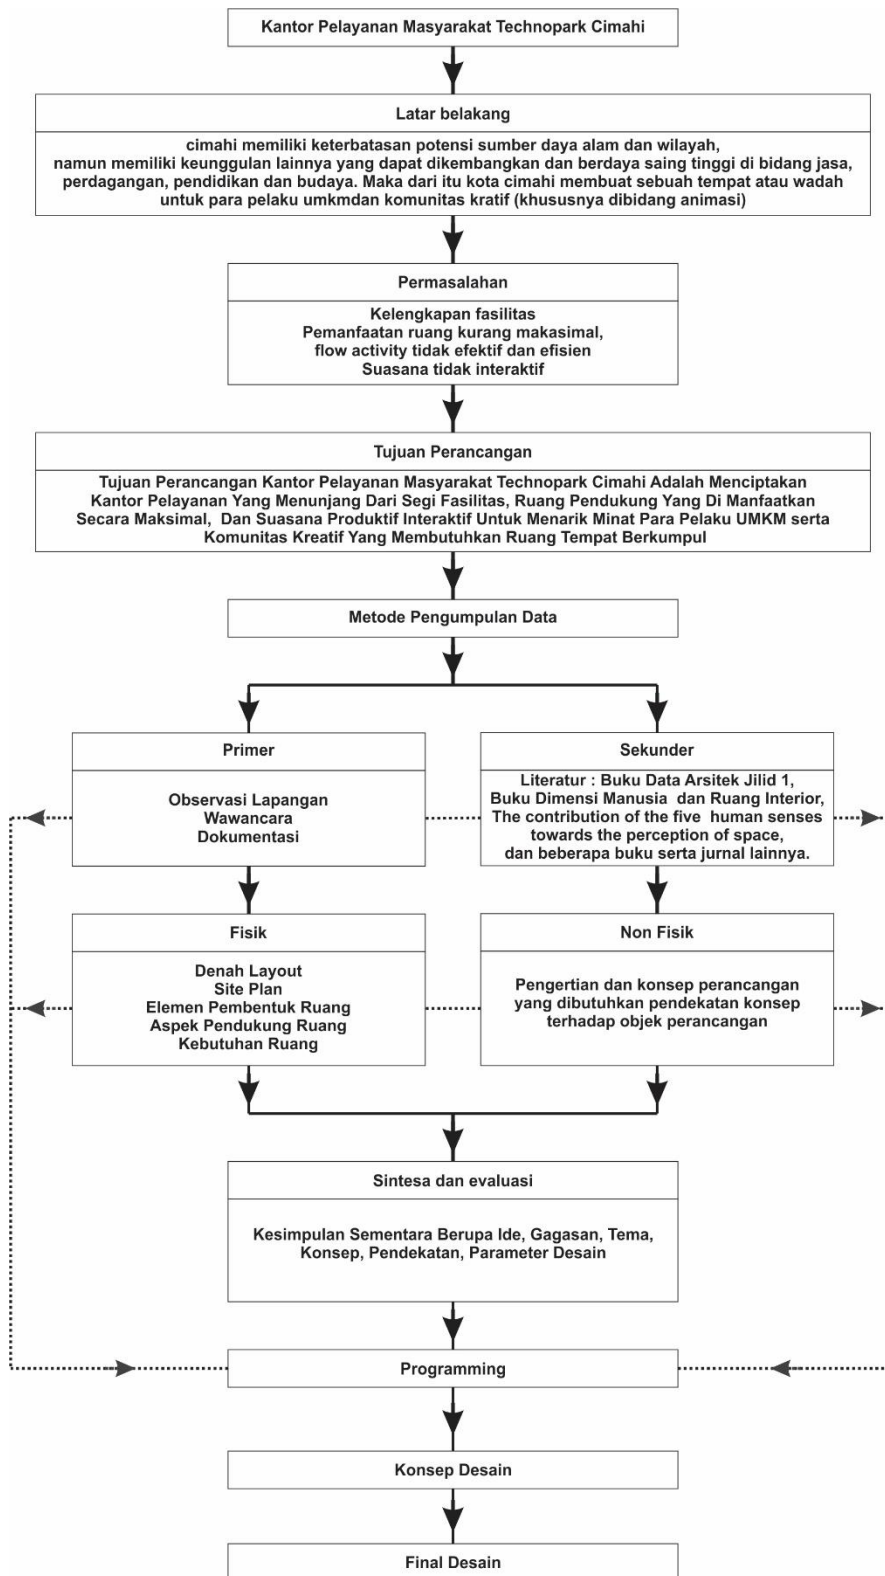 Kantor Pelayanan Masyarakat Technopark Cimahi
Latar belakang
cimahi memiliki keterbatasan potensi sumber daya alam dan wilayah,
namun memiliki keunggulan lainnya yang dapat dikembangkan dan berdaya saing tinggi di bidang jasa,
perdagangan, pendidikan dan budaya. Maka dari itu kota cimahi membuat sebuah tempat atau wadah
untuk para pelaku umkmdan komunitas kratif (khususnya dibidang animasi)
Permasalahan
Kelengkapan fasilitas
Pemanfaatan ruang kurang makasimal,
flow activity tidak efektif dan efisien
Suasana tidak interaktif
Tujuan Perancangan
Tujuan Perancangan Kantor Pelayanan Masyarakat Technopark Cimahi Adalah Menciptakan
Kantor Pelayanan Yang Menunjang Dari Segi Fasilitas, Ruang Pendukung Yang Di Manfaatkan
Secara Maksimal, Dan Suasana Produktif Interaktif Untuk Menarik Minat Para Pelaku UMKM serta
Komunitas Kreatif Yang Membutuhkan Ruang Tempat Berkumpul
Metode Pengumpulan Data
Primer
Observasi Lapangan
Wawancara
Dokumentasi
Sekunder
Literatur : Buku Data Arsitek Jilid 1,
Buku Dimensi Manusia dan Ruang Interior,
The contribution of the five human senses
towards the perception of space,
dan beberapa buku serta jurnal lainnya.
Fisik
Denah Layout
Site Plan
Elemen Pembentuk Ruang
Aspek Pendukung Ruang
Kebutuhan Ruang
Non Fisik
Pengertian dan konsep perancangan
yang dibutuhkan pendekatan konsep
terhadap objek perancangan
Sintesa dan evaluasi
Kesimpulan Sementara Berupa Ide, Gagasan, Tema,
Konsep, Pendekatan, Parameter Desain
Programming
Konsep Desain
Final Desain